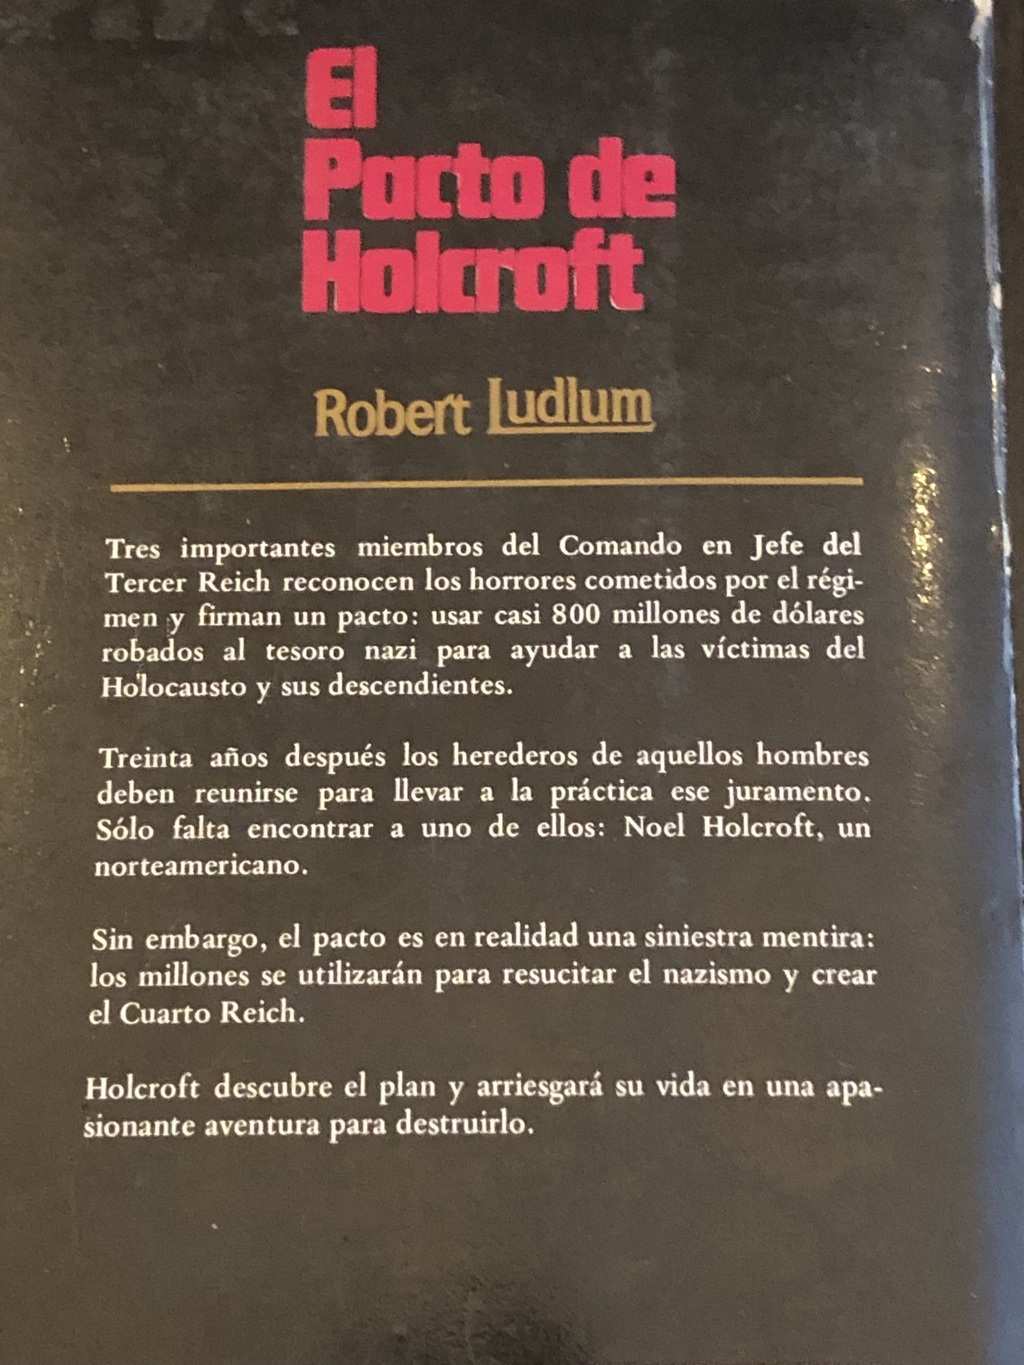 El
Pacto de
Holcroft
Robert Ludlum
Tres importantes miembros del Comando en Jefe del
Tercer Reich reconocen los horrores cometidos por el régi-
men y firman un pacto: usar casi 800 millones de dólares
robados al tesoro nazi para ayudar a las víctimas del
Holocausto y sus descendientes.
Treinta años después los herederos de aquellos hombres
deben reunirse para llevar a la práctica ese juramento.
Sólo falta encontrar a uno de ellos: Noel Holcroft, un
norteamericano.
Sin embargo, el pacto es en realidad una siniestra mentira:
los millones se utilizarán para resucitar el nazismo y crear
el Cuarto Reich.
Holcroft descubre el plan y arriesgará su vida en una apa-
sionante aventura para destruirlo.